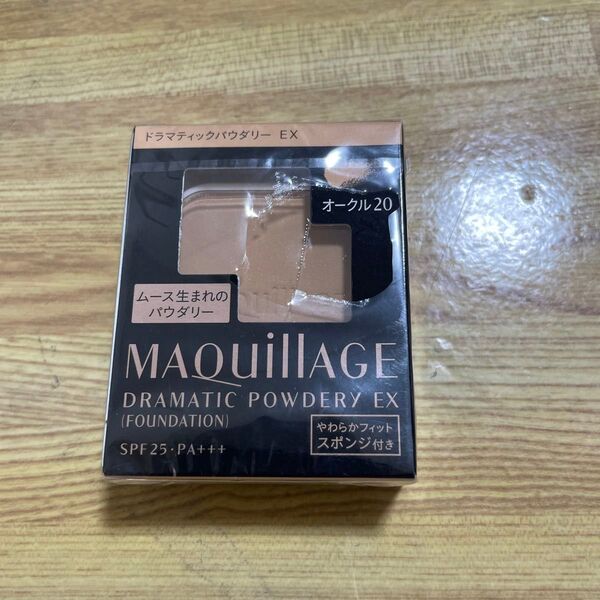 ドラマティックパウダリー EX
オークル20
ムース生まれの
パウダリー
MAQuillAGE
DRAMATIC POWDERY EX
(FOUNDATION)
SPF25・PA+++
やわらかフィット
スポンジ付き